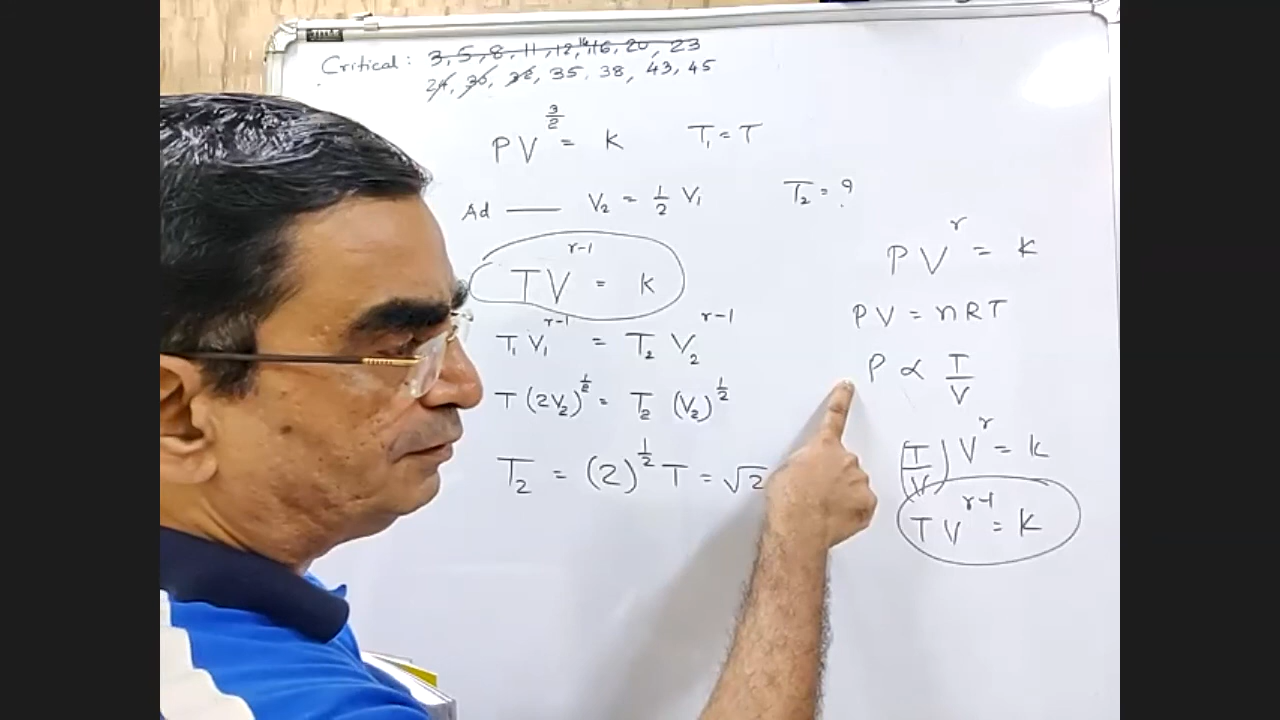 Critical: 3, 5, 8, 11, 12, 14, 16, 20, 23
24, 30, 32, 35, 38, 43, 45
PV^{3/2} = K T₁ = T
Ad — V₂ = 1/2 V₁ T₂ = ?
TV^{r-1} = K
T₁V₁^{r-1} = T₂ V₂^{r-1}
T (2V₂)^{1/2} = T₂ (V₂)^{1/2}
T₂ = (2)^{1/2} T = √2
PV^r = K
PV = nRT
P ∝ T/V
(T/V) V^r = K
TV^{r-1} = K